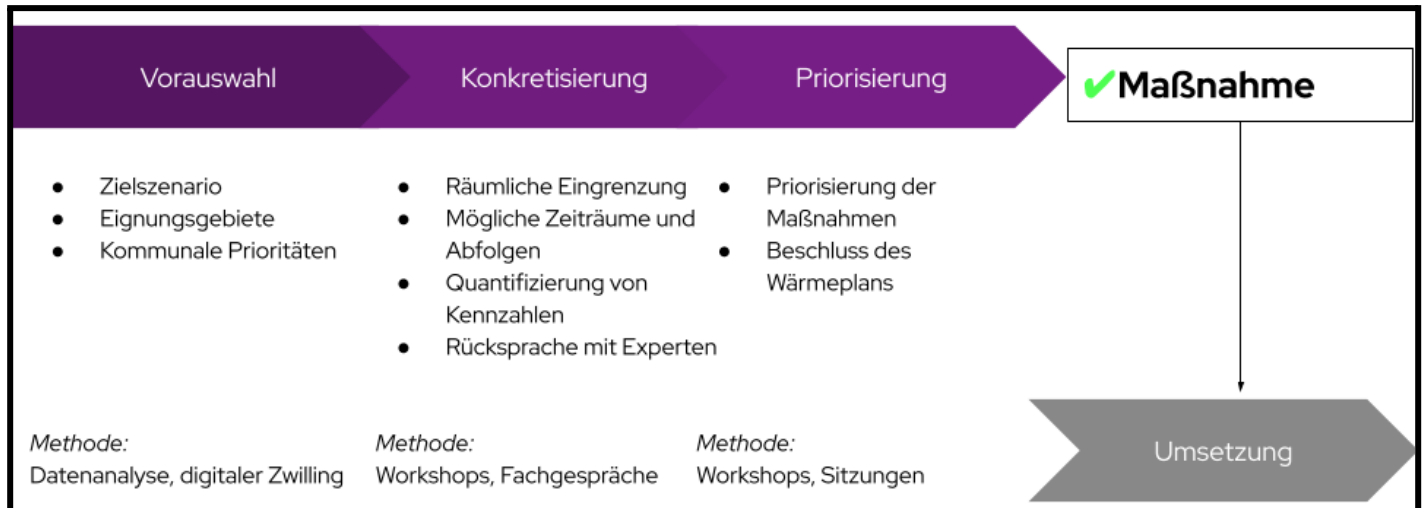 Vorauswahl
Konkretisierung
Priorisierung
✔Maßnahme
● Zielszenario
● Eignungsgebiete
● Kommunale Prioritäten
● Räumliche Eingrenzung
● Mögliche Zeiträume und
Abfolgen
● Quantifizierung von
Kennzahlen
● Rücksprache mit Experten
● Priorisierung der
Maßnahmen
● Beschluss des
Wärmeplans
Methode:
Datenanalyse, digitaler Zwilling
Methode:
Workshops, Fachgespräche
Methode:
Workshops, Sitzungen
Umsetzung